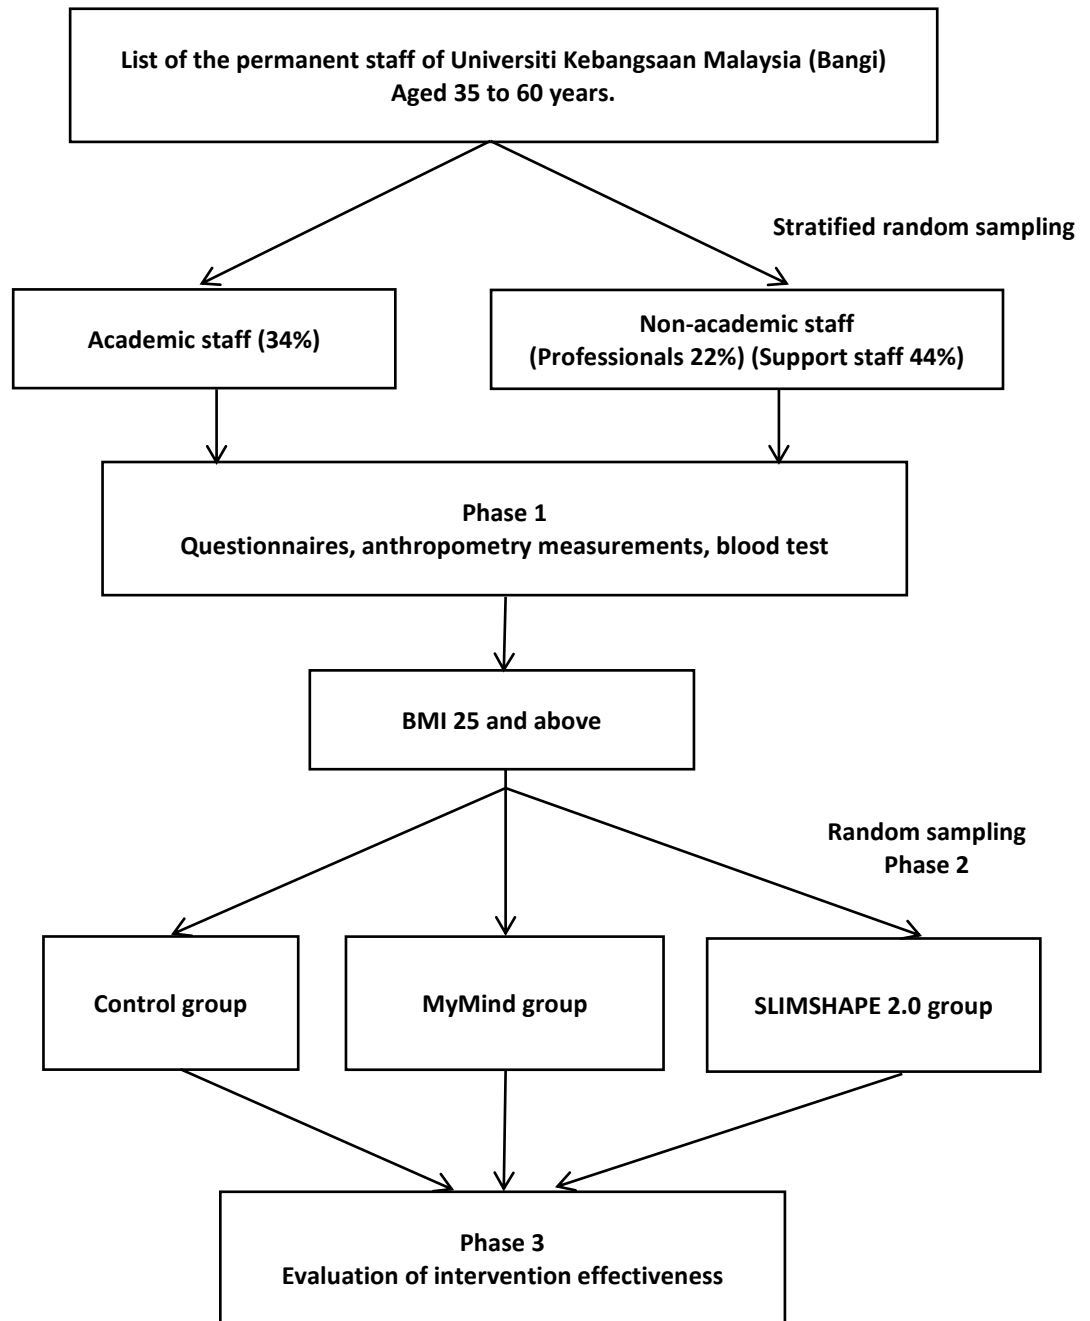 List of the permanent staff of Universiti Kebangsaan Malaysia (Bangi)
Aged 35 to 60 years.
Stratified random sampling
Academic staff (34%)
Non-academic staff
(Professionals 22%) (Support staff 44%)
Phase 1
Questionnaires, anthropometry measurements, blood test
BMI 25 and above
Random sampling
Phase 2
Control group
MyMind group
SLIMSHAPE 2.0 group
Phase 3
Evaluation of intervention effectiveness